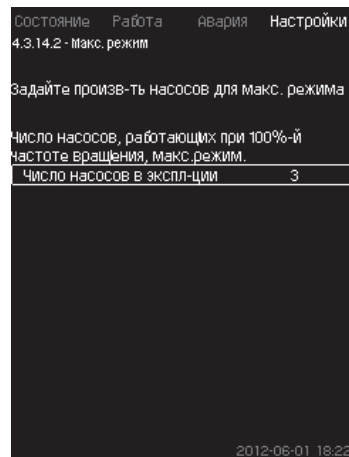 Состояние Работа Авария Настройки
4.3.14.2 - Макс. режим
Задайте произв-ть насосов для макс. режима
Число насосов, работающих при 100%-й
частоте вращения, макс.режим.
Число насосов в экспл-ции 3
2012-06-01 18:22